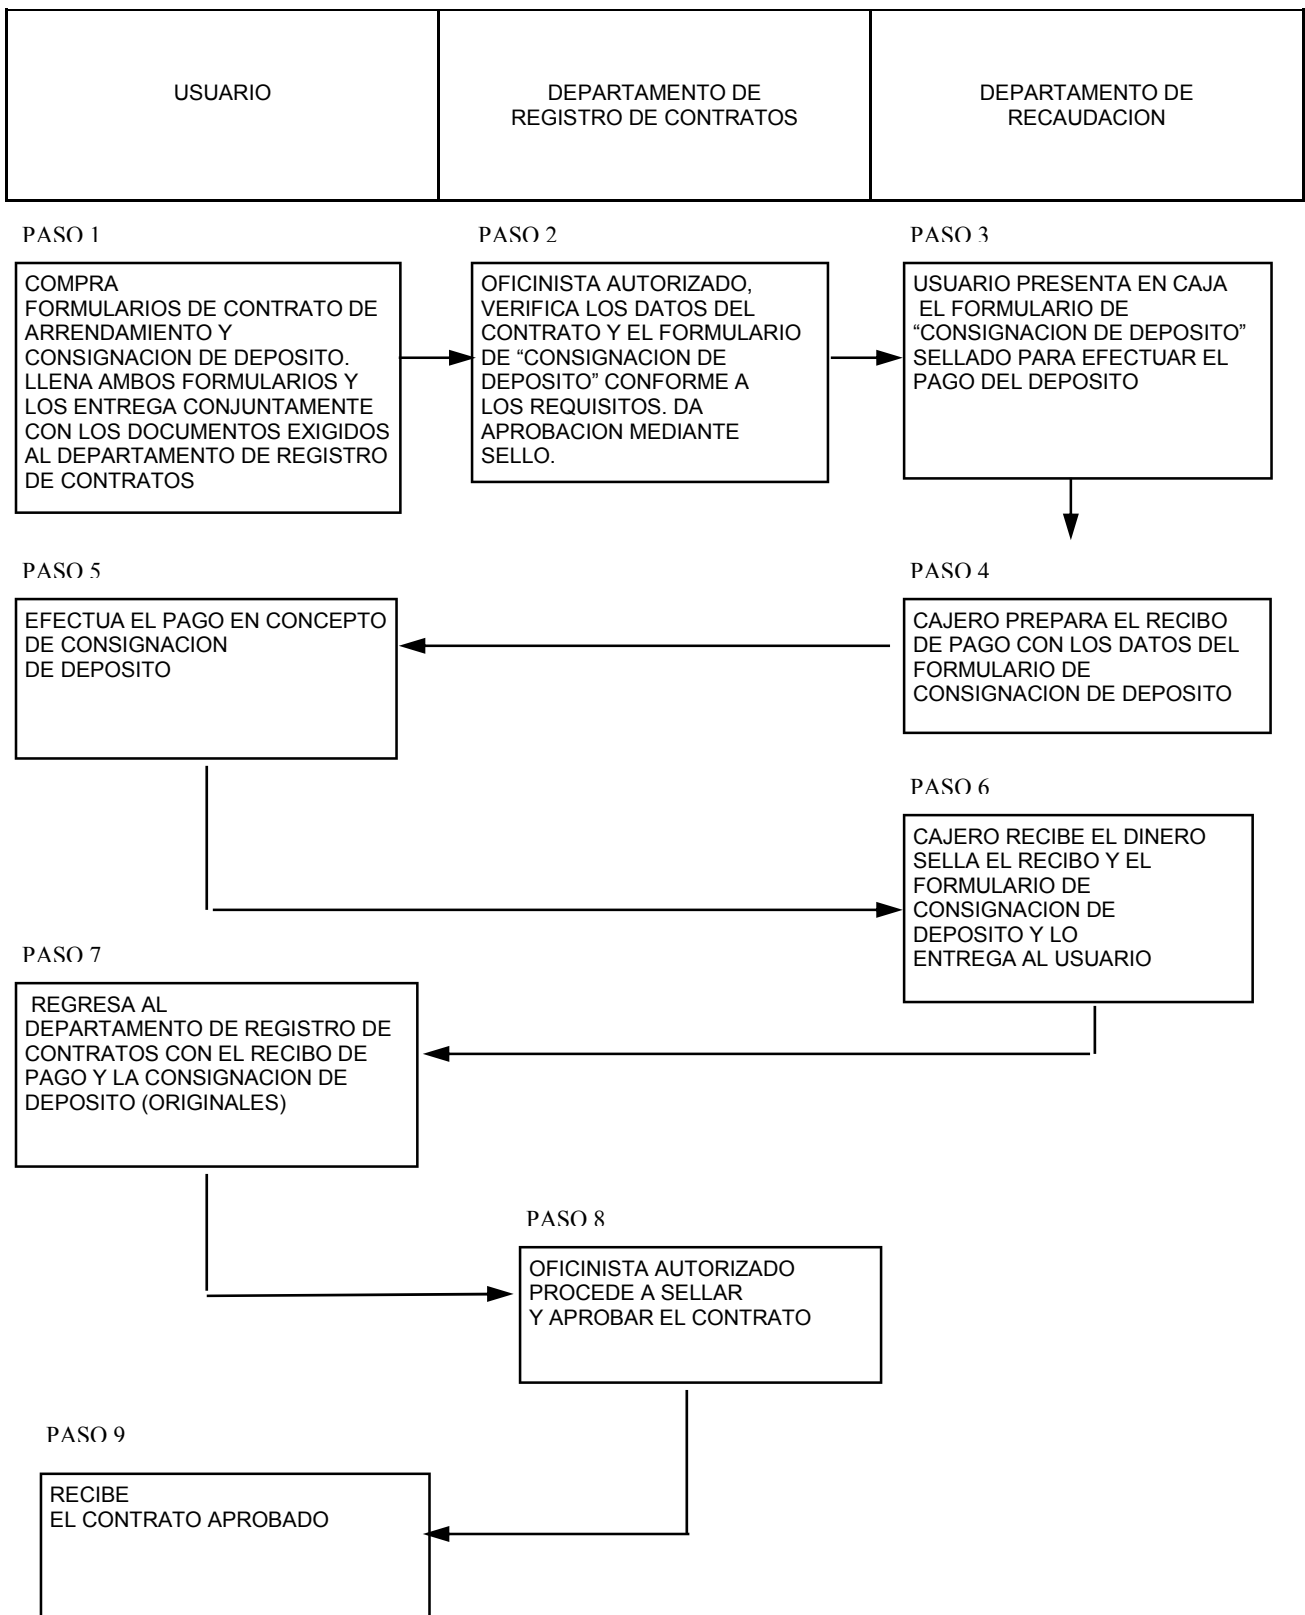 USUARIO
DEPARTAMENTO DE
REGISTRO DE CONTRATOS
DEPARTAMENTO DE
RECAUDACION
PASO 1
COMPRA
FORMULARIOS DE CONTRATO DE
ARRENDAMIENTO Y
CONSIGNACION DE DEPOSITO.
LLENA AMBOS FORMULARIOS Y
LOS ENTREGA CONJUNTAMENTE
CON LOS DOCUMENTOS EXIGIDOS
AL DEPARTAMENTO DE REGISTRO
DE CONTRATOS
PASO 2
OFICINISTA AUTORIZADO,
VERIFICA LOS DATOS DEL
CONTRATO Y EL FORMULARIO
DE “CONSIGNACION DE
DEPOSITO” CONFORME A
LOS REQUISITOS. DA
APROBACION MEDIANTE
SELLO.
PASO 3
USUARIO PRESENTA EN CAJA
EL FORMULARIO DE
“CONSIGNACION DE DEPOSITO”
SELLADO PARA EFECTUAR EL
PAGO DEL DEPOSITO
PASO 4
CAJERO PREPARA EL RECIBO
DE PAGO CON LOS DATOS DEL
FORMULARIO DE
CONSIGNACION DE DEPOSITO
PASO 5
EFECTUA EL PAGO EN CONCEPTO
DE CONSIGNACION
DE DEPOSITO
PASO 6
CAJERO RECIBE EL DINERO
SELLA EL RECIBO Y EL
FORMULARIO DE
CONSIGNACION DE
DEPOSITO Y LO
ENTREGA AL USUARIO
PASO 7
REGRESA AL
DEPARTAMENTO DE REGISTRO DE
CONTRATOS CON EL RECIBO DE
PAGO Y LA CONSIGNACION DE
DEPOSITO (ORIGINALES)
PASO 8
OFICINISTA AUTORIZADO
PROCEDE A SELLAR
Y APROBAR EL CONTRATO
PASO 9
RECIBE
EL CONTRATO APROBADO